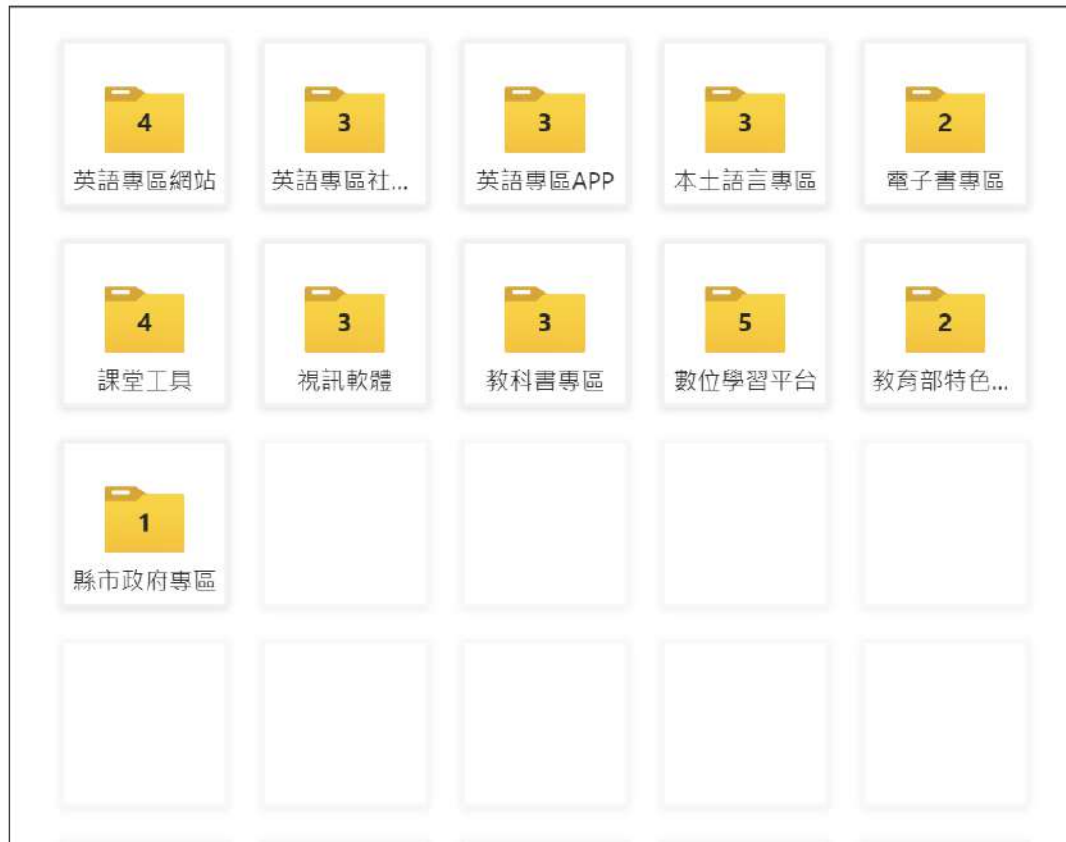 4 3 3 3 2
英語專區網站 英語專區社... 英語專區APP 本土語言專區 電子書專區
4 3 3 5 2
課堂工具 視訊軟體 教科書專區 數位學習平台 教育部特色...
1
縣市政府專區